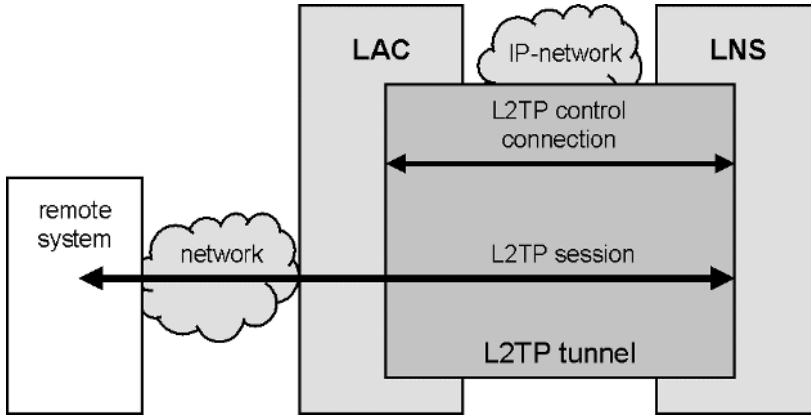 LAC
IP-network
LNS
L2TP control
connection
remote
system
network
L2TP session
L2TP tunnel